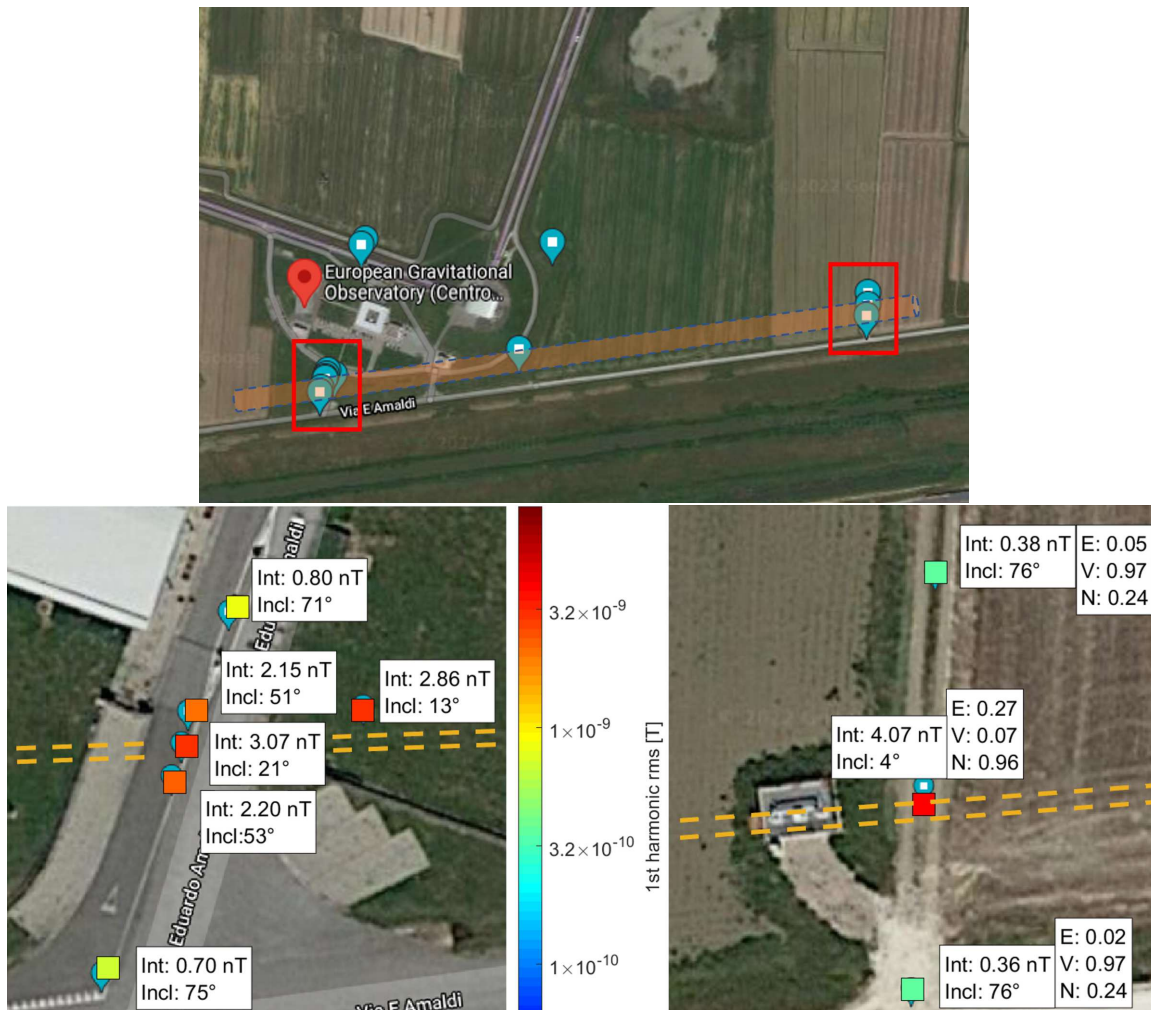 European Gravitational
Observatory (Centro...
Via E Amaldi
Int: 0.80 nT
Incl: 71°
Int: 2.15 nT
Incl: 51°
Int: 2.86 nT
Incl: 13°
Int: 3.07 nT
Incl: 21°
Int: 2.20 nT
Incl:53°
Int: 0.70 nT
Incl: 75°
Eduardo Am
Via E Amaldi
3.2×10⁻⁹
1×10⁻⁹
3.2×10⁻¹⁰
1×10⁻¹⁰
1st harmonic rms [T]
Int: 0.38 nT
Incl: 76°
E: 0.05
V: 0.97
N: 0.24
Int: 4.07 nT
Incl: 4°
E: 0.27
V: 0.07
N: 0.96
Int: 0.36 nT
Incl: 76°
E: 0.02
V: 0.97
N: 0.24